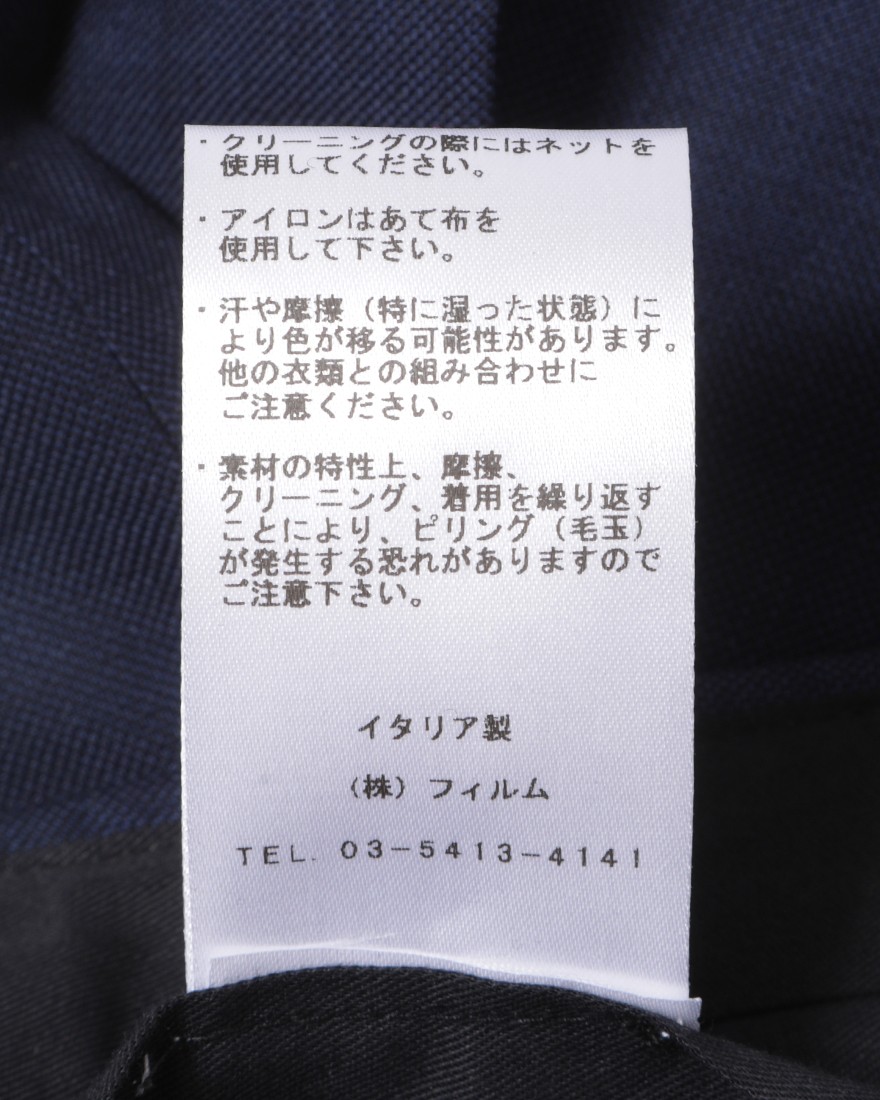 ・クリーニングの際にはネットを
使用してください。
・アイロンはあて布を
使用して下さい。
・汗や摩擦（特に湿った状態）に
より色が移る可能性があります。
他の衣類との組み合わせに
ご注意ください。
・素材の特性上、摩擦、
クリーニング、着用を繰り返す
ことにより、ピリング（毛玉）
が発生する恐れがありますので
ご注意下さい。
イタリア製
（株）フィルム
TEL. 03-5413-4141